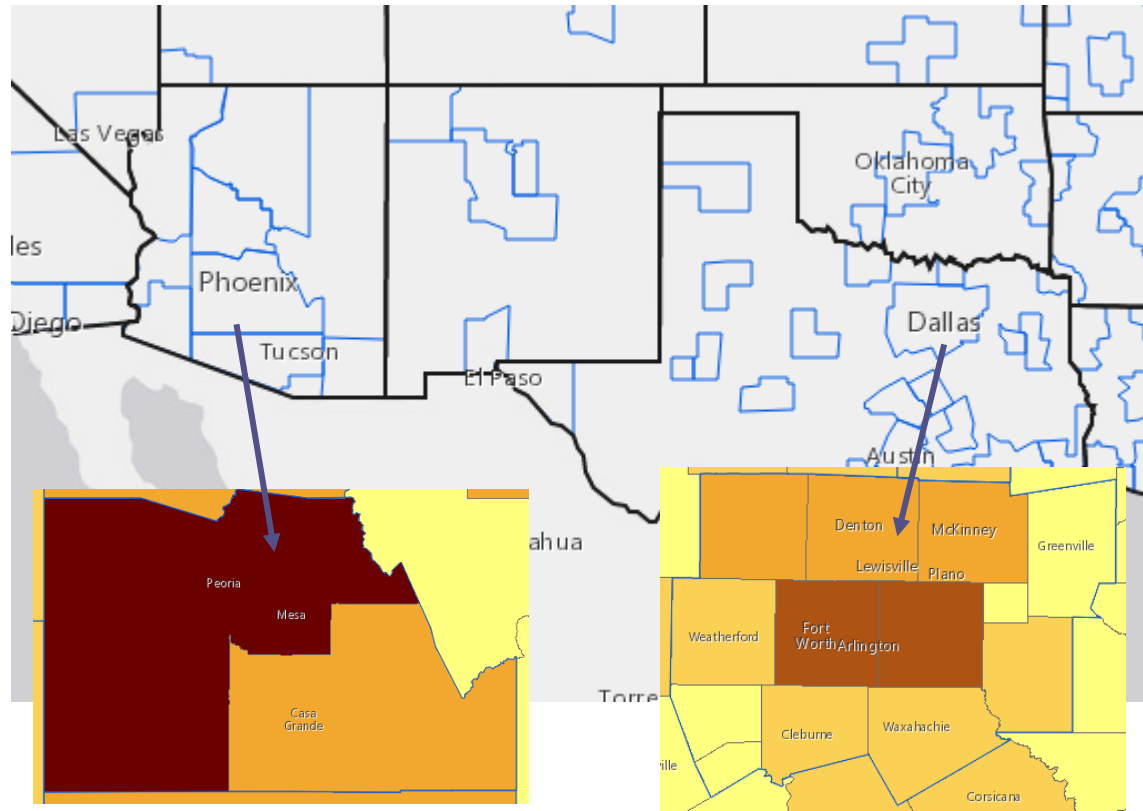 Las Vegas
Oklahoma
City
les
Phoenix
Diego
Dallas
Tucson
El Paso
Austin
ahua
Torre
Peoria
Mesa
Casa
Grande
Denton
McKinney
Greenville
Lewisville
Plano
Weatherford
Fort
Worth
Arlington
Cleburne
Waxahachie
ville
Corsicana